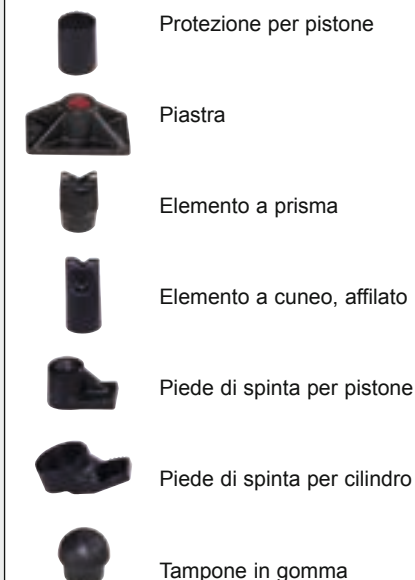 Protezione per pistone
Piastra
Elemento a prisma
Elemento a cuneo, affilato
Piede di spinta per pistone
Piede di spinta per cilindro
Tampone in gomma